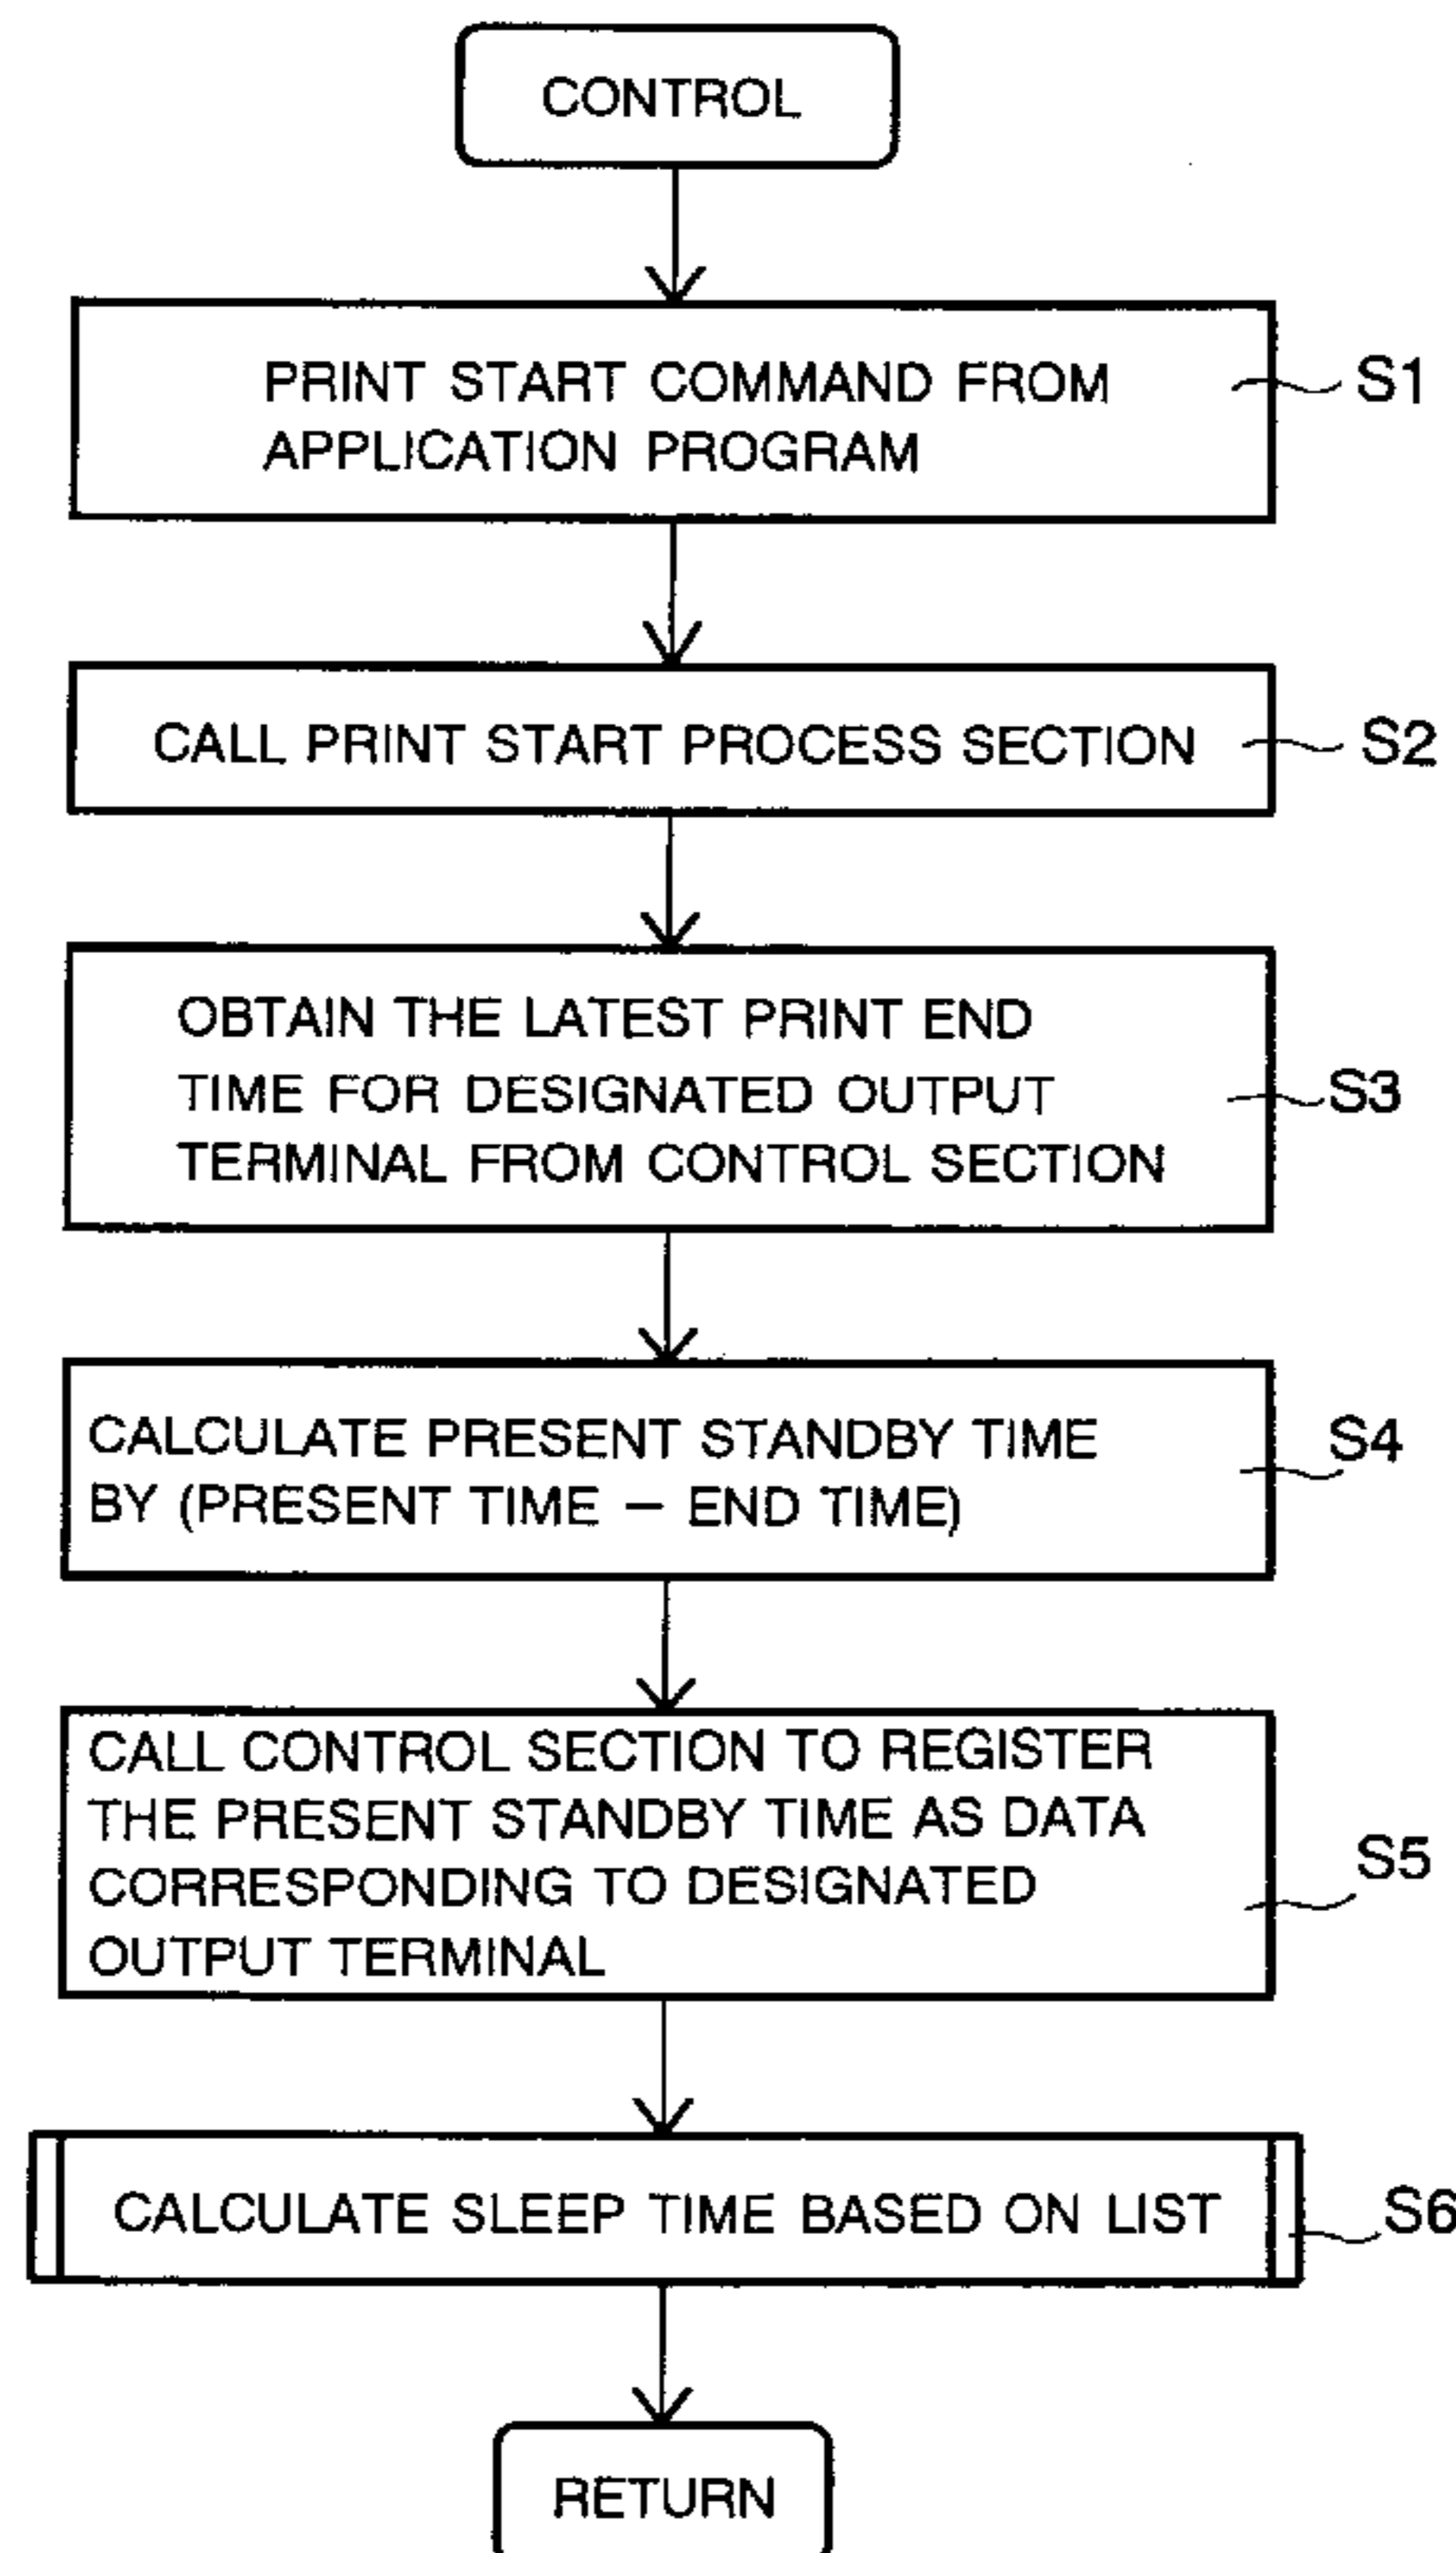 CONTROL
PRINT START COMMAND FROM
APPLICATION PROGRAM
S1
CALL PRINT START PROCESS SECTION
S2
OBTAIN THE LATEST PRINT END
TIME FOR DESIGNATED OUTPUT
TERMINAL FROM CONTROL SECTION
S3
CALCULATE PRESENT STANDBY TIME
BY (PRESENT TIME − END TIME)
S4
CALL CONTROL SECTION TO REGISTER
THE PRESENT STANDBY TIME AS DATA
CORRESPONDING TO DESIGNATED
OUTPUT TERMINAL
S5
CALCULATE SLEEP TIME BASED ON LIST
S6
RETURN